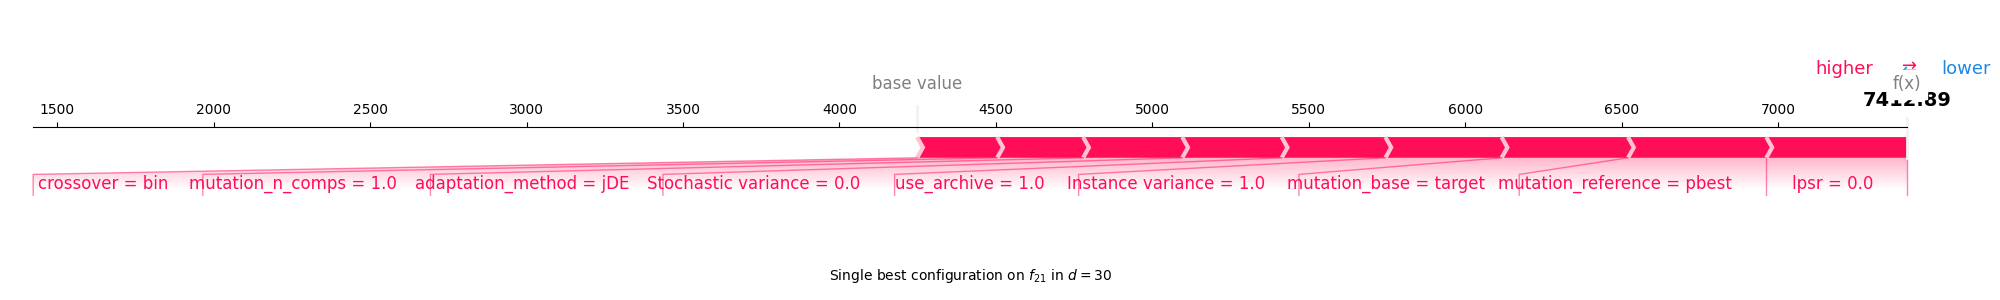 higher ⇄ lower
base value f(x)
1500 2000 2500 3000 3500 4000 4500 5000 5500 6000 6500 7000
7412.89
crossover = bin mutation_n_comps = 1.0 adaptation_method = jDE Stochastic variance = 0.0 use_archive = 1.0 Instance variance = 1.0 mutation_base = target mutation_reference = pbest lpsr = 0.0
Single best configuration on f₂₁ in d = 30